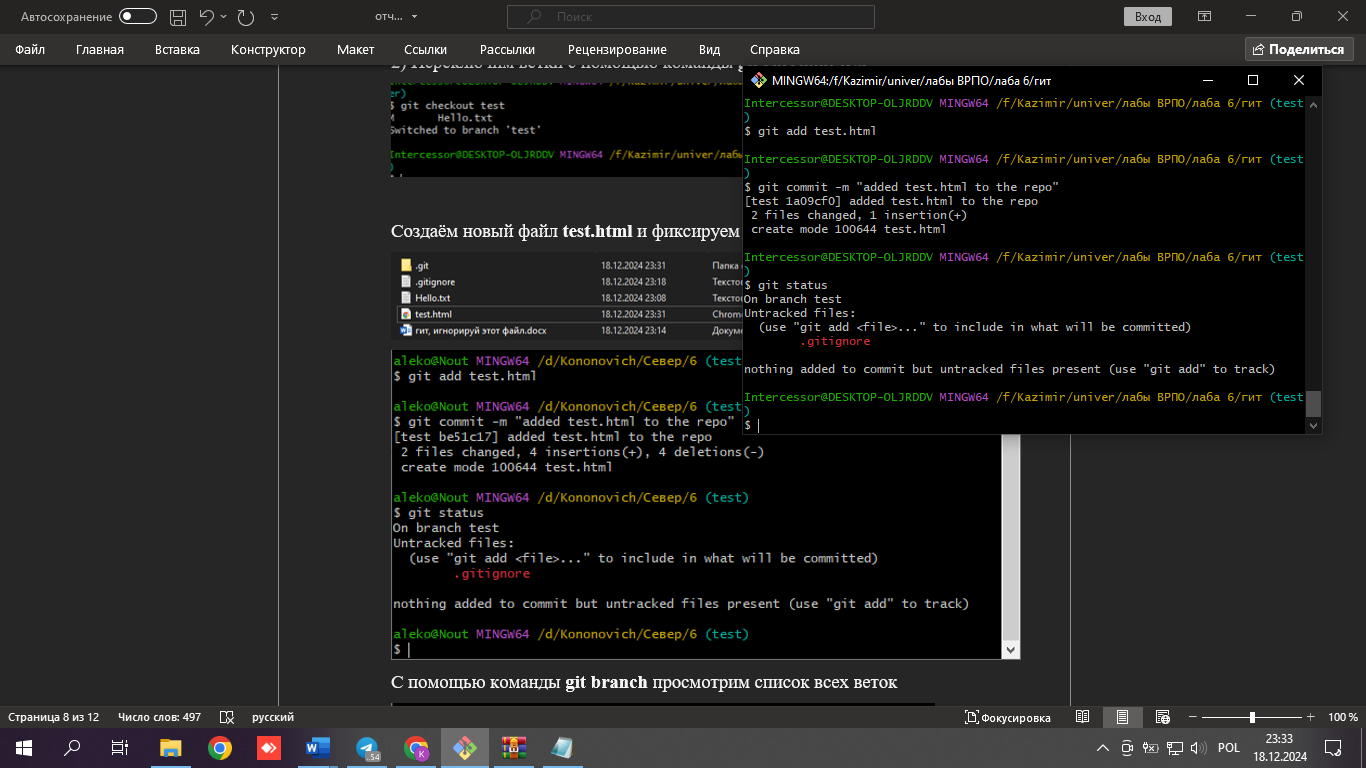 Автосохранение
отч...
Поиск
Вход
Файл
Главная
Вставка
Конструктор
Макет
Ссылки
Рассылки
Рецензирование
Вид
Справка
Поделиться
er)
$ git checkout test
M Hello.txt
Switched to branch 'test'
Intercessor@DESKTOP-OLJRDDV MINGW64 /f/Kazimir/univer/лабы
)
Создаём новый файл test.html и фиксируем
.git 18.12.2024 23:31 Папка
.gitignore 18.12.2024 23:18 Текстов
Hello.txt 18.12.2024 23:08 Текстов
test.html 18.12.2024 23:31 Chrome
гит, игнорируй этот файл.docx 18.12.2024 23:14 Докуме
aleko@Nout MINGW64 /d/Kononovich/Север/6 (test
$ git add test.html
aleko@Nout MINGW64 /d/Kononovich/Север/6 (test
$ git commit -m "added test.html to the repo"
[test be51c17] added test.html to the repo
2 files changed, 4 insertions(+), 4 deletions(-)
create mode 100644 test.html
aleko@Nout MINGW64 /d/Kononovich/Север/6 (test)
$ git status
On branch test
Untracked files:
(use "git add <file>..." to include in what will be committed)
.gitignore
nothing added to commit but untracked files present (use "git add" to track)
aleko@Nout MINGW64 /d/Kononovich/Север/6 (test)
$
С помощью команды git branch просмотрим список всех веток
MINGW64:/f/Kazimir/univer/лабы ВРПО/лаба 6/гит
Intercessor@DESKTOP-OLJRDDV MINGW64 /f/Kazimir/univer/лабы ВРПО/лаба 6/гит (test
)
$ git add test.html
Intercessor@DESKTOP-OLJRDDV MINGW64 /f/Kazimir/univer/лабы ВРПО/лаба 6/гит (test
)
$ git commit -m "added test.html to the repo"
[test 1a09cf0] added test.html to the repo
2 files changed, 1 insertion(+)
create mode 100644 test.html
Intercessor@DESKTOP-OLJRDDV MINGW64 /f/Kazimir/univer/лабы ВРПО/лаба 6/гит (test
)
$ git status
On branch test
Untracked files:
(use "git add <file>..." to include in what will be committed)
.gitignore
nothing added to commit but untracked files present (use "git add" to track)
Intercessor@DESKTOP-OLJRDDV MINGW64 /f/Kazimir/univer/лабы ВРПО/лаба 6/гит (test
)
$
Страница 8 из 12
Число слов: 497
русский
Фокусировка
100 %
.54
K
POL
23:33
18.12.2024